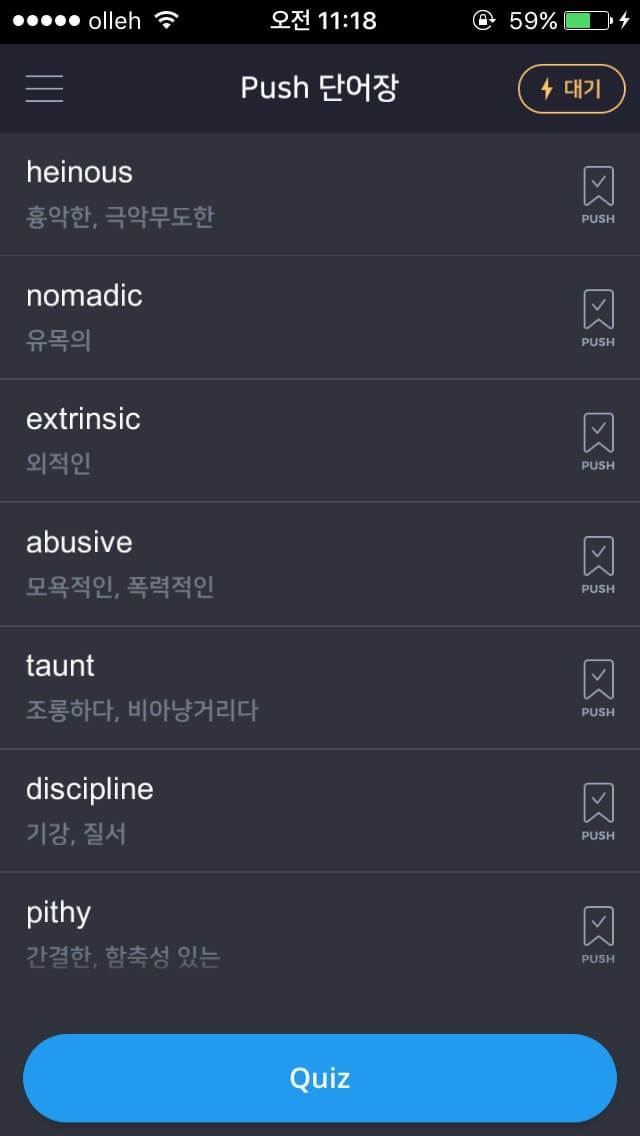 olleh 오전 11:18 59%
Push 단어장 대기
heinous
흉악한, 극악무도한
PUSH
nomadic
유목의
PUSH
extrinsic
외적인
PUSH
abusive
모욕적인, 폭력적인
PUSH
taunt
조롱하다, 비아냥거리다
PUSH
discipline
기강, 질서
PUSH
pithy
간결한, 함축성 있는
PUSH
Quiz